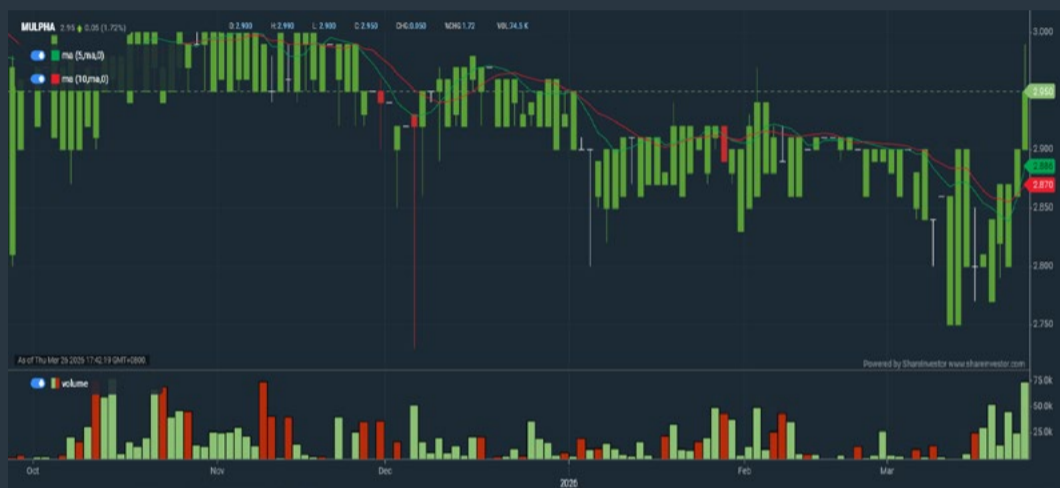 MULPHA 2.95 0.05 (1.72%) O:2.900 H:2.990 L: 2.900 C:2.950 CHG:0.050 %CHG:1.72 VOL:74.5 K
ma (5,ma,0)
ma (10,ma,0)
3.000
2.950
2.900
2.886
2.870
2.850
2.800
2.750
As of Thu Mar 26 2026 17:42:19 GMT+0800.
Powered by ShareInvestor www.shareinvestor.com
volume
75.0k
50.0k
25.0k
Oct Nov Dec 2026 Feb Mar